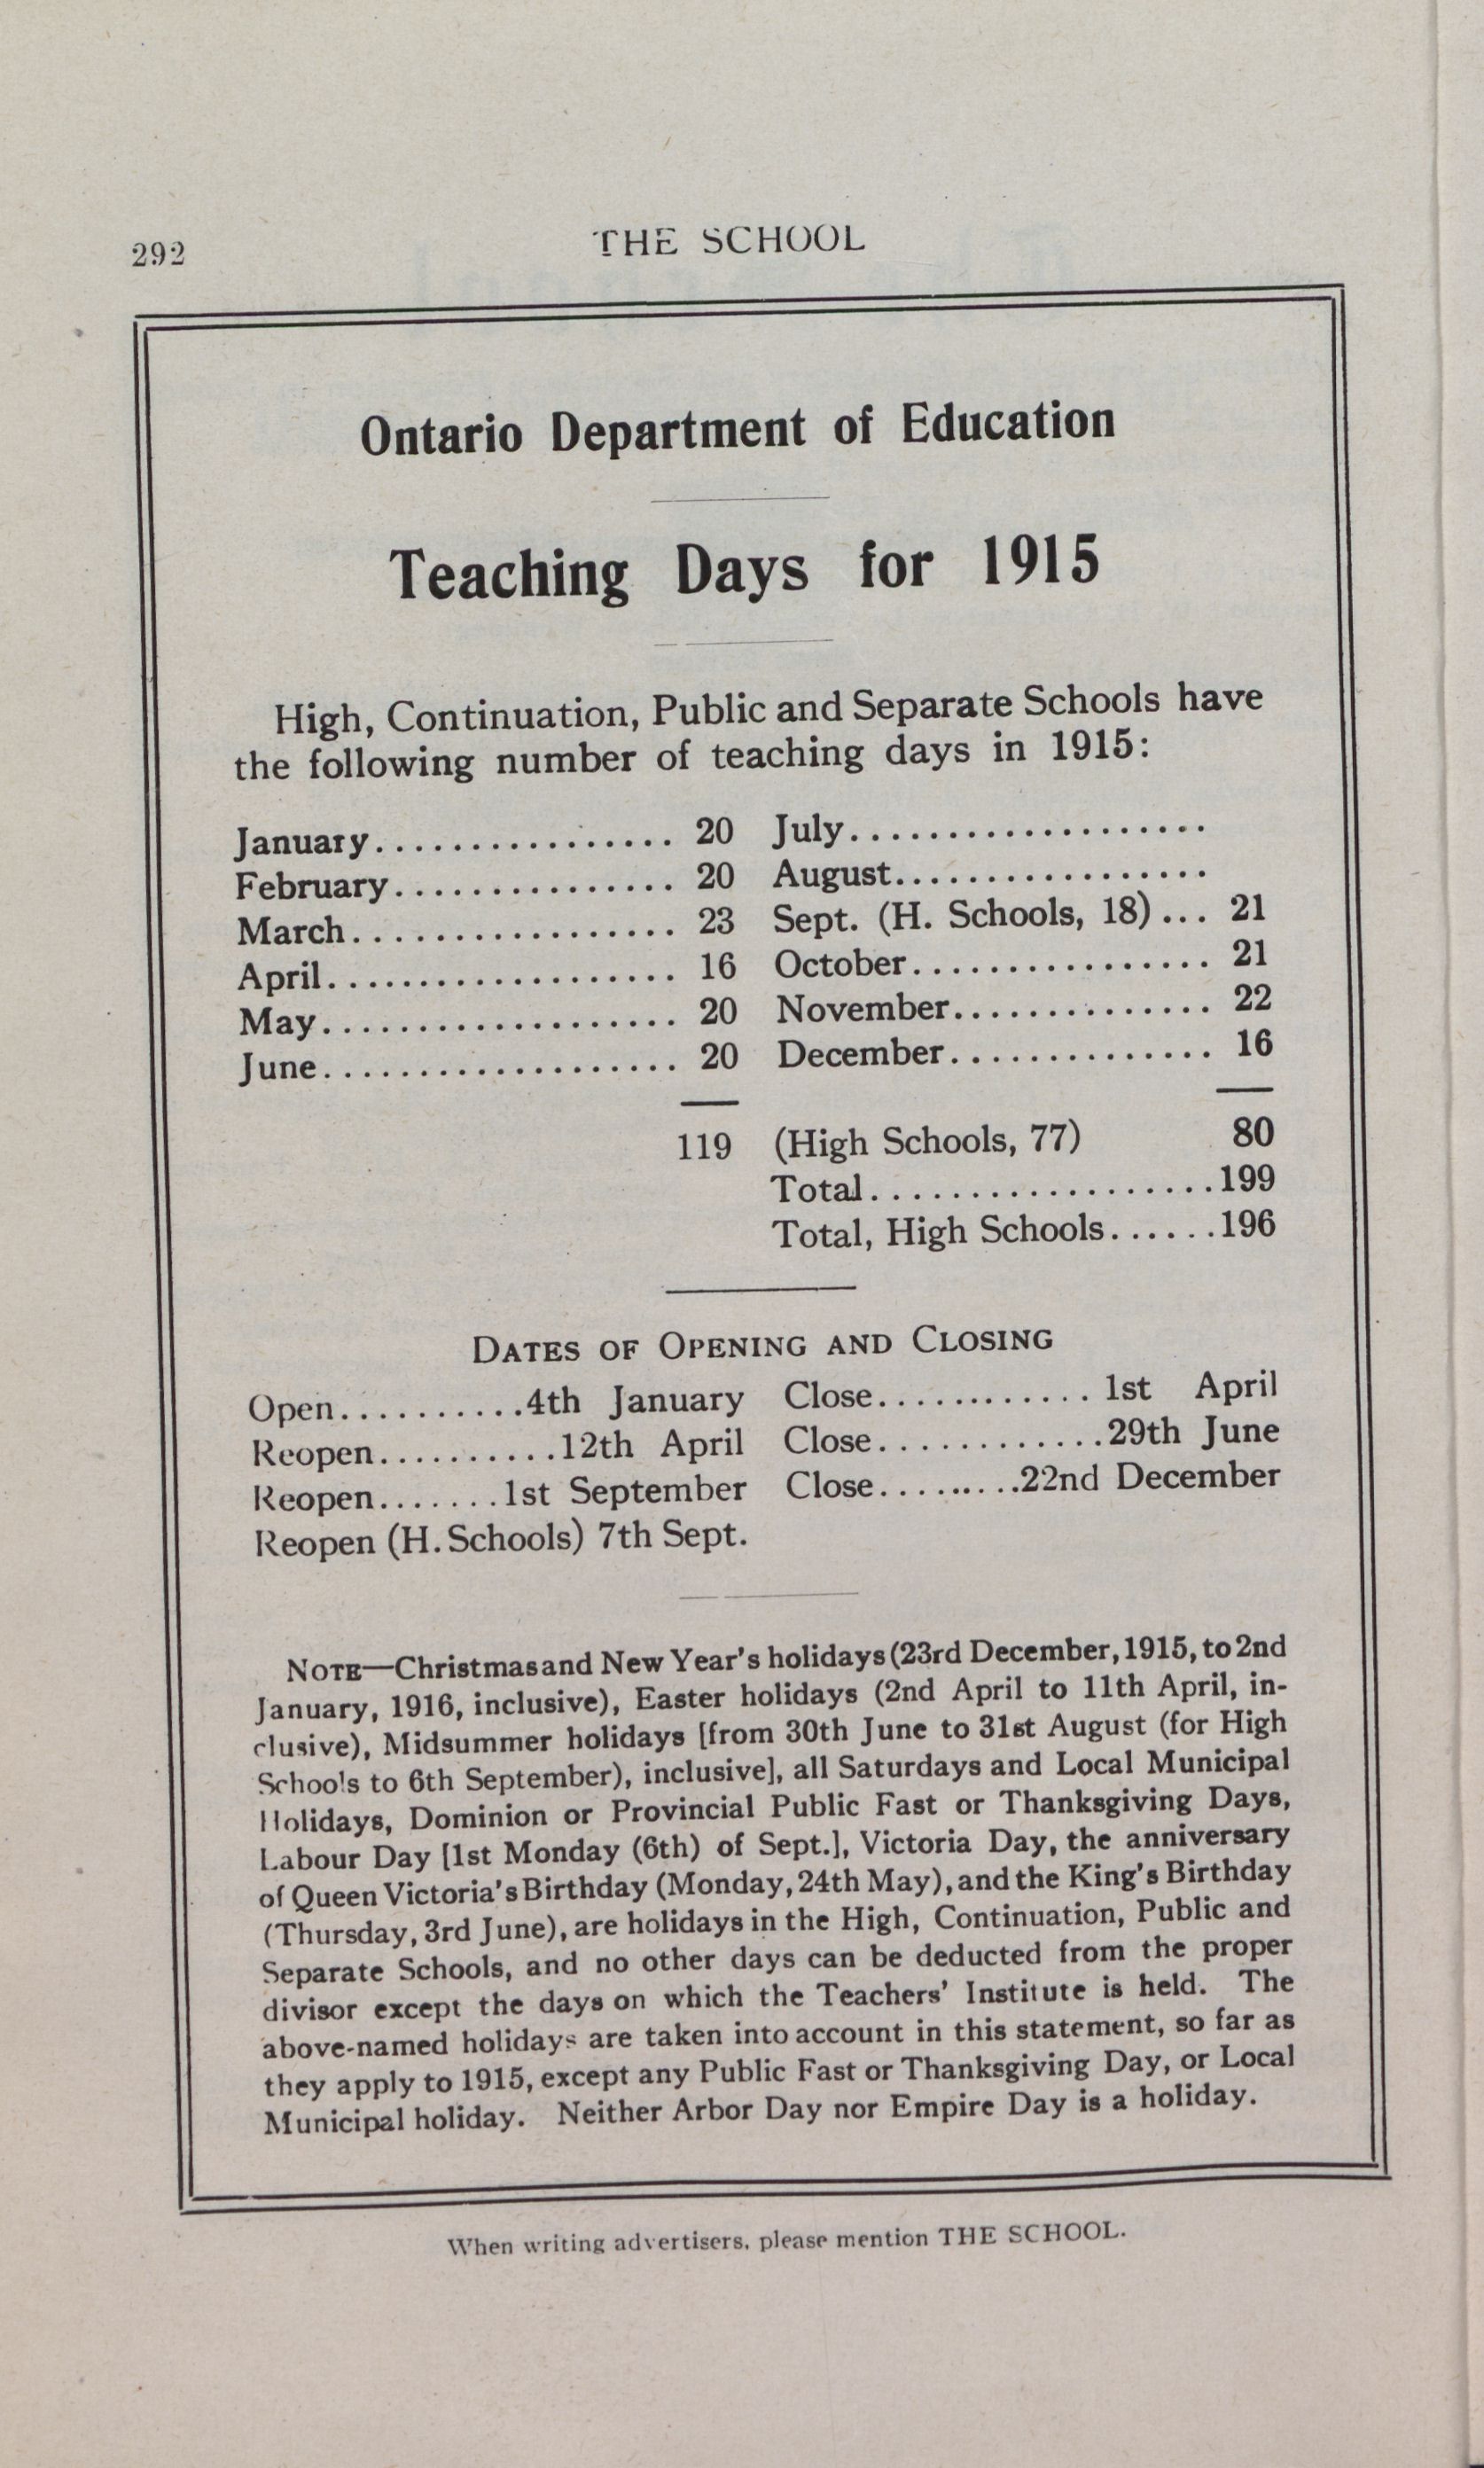 292
THE SCHOOL
Ontario Department of Education
Teaching Days for 1915
High, Continuation, Public and Separate Schools have
the following number of teaching days in 1915:
January................ 20 July...................
February............... 20 August.................
March.................. 23 Sept. (H. Schools, 18)... 21
April................... 16 October................ 21
May.................... 20 November.............. 22
June.................... 20 December.............. 16
119 (High Schools, 77) 80
Total...................199
Total, High Schools......196
DATES OF OPENING AND CLOSING
Open...........4th January Close............ 1st April
Reopen..........12th April Close.............29th June
Reopen.......1st September Close.........22nd December
Reopen (H. Schools) 7th Sept.
NOTE—Christmas and New Year's holidays (23rd December, 1915, to 2nd
January, 1916, inclusive), Easter holidays (2nd April to 11th April, in-
clusive), Midsummer holidays [from 30th June to 31st August (for High
Schools to 6th September), inclusive], all Saturdays and Local Municipal
Holidays, Dominion or Provincial Public Fast or Thanksgiving Days,
Labour Day [1st Monday (6th) of Sept.], Victoria Day, the anniversary
of Queen Victoria's Birthday (Monday, 24th May), and the King's Birthday
(Thursday, 3rd June), are holidays in the High, Continuation, Public and
Separate Schools, and no other days can be deducted from the proper
divisor except the days on which the Teachers' Institute is held. The
above-named holidays are taken into account in this statement, so far as
they apply to 1915, except any Public Fast or Thanksgiving Day, or Local
Municipal holiday. Neither Arbor Day nor Empire Day is a holiday.
When writing advertisers, please mention THE SCHOOL.